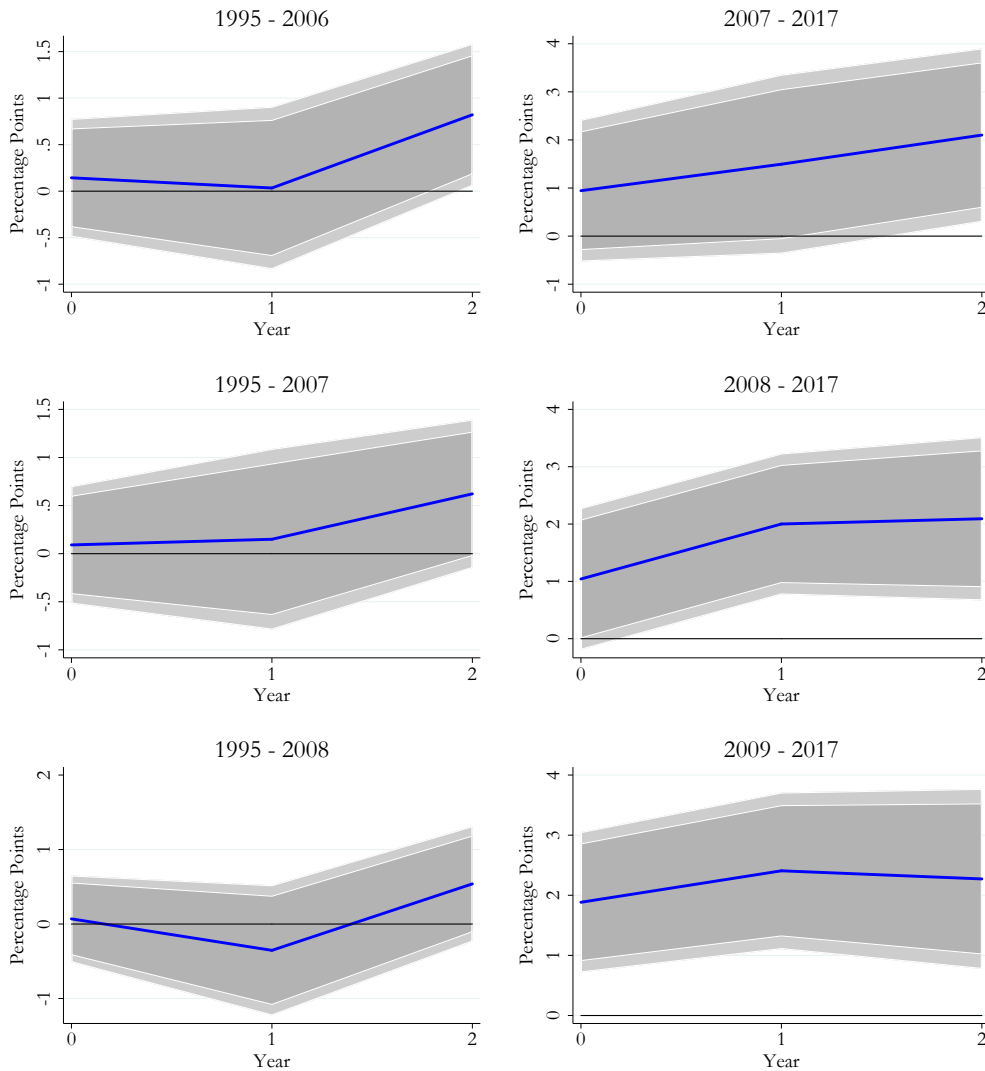 1995 - 2006
Percentage Points
1.5
1
.5
0
-.5
-1
0 1 2
Year
2007 - 2017
Percentage Points
4
3
2
1
0
-1
0 1 2
Year
1995 - 2007
Percentage Points
1.5
1
.5
0
-.5
-1
0 1 2
Year
2008 - 2017
Percentage Points
4
3
2
1
0
0 1 2
Year
1995 - 2008
Percentage Points
2
1
0
-1
0 1 2
Year
2009 - 2017
Percentage Points
4
3
2
1
0
0 1 2
Year